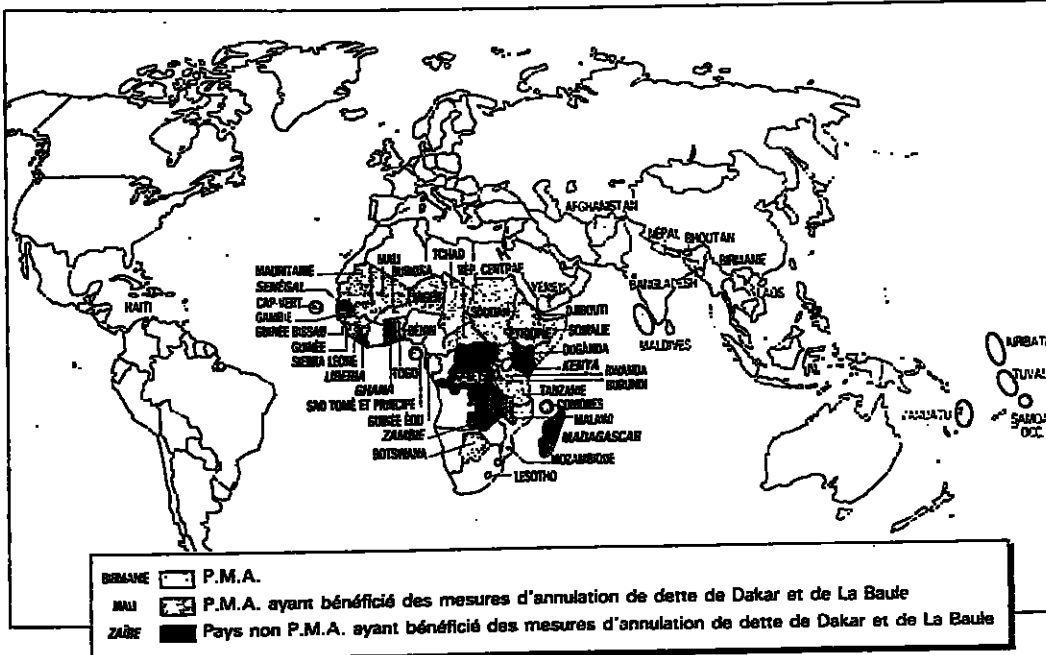 AFGHANISTAN
NÉPAL
BHOUTAN
BIRMANIE
BANGLADESH
LAOS
MALDIVES
YEMEN
DJIBOUTI
SOMALIE
OUGANDA
KENYA
RWANDA
BURUNDI
TANZANIE
COMORES
MALAWI
MADAGASCAR
MOZAMBIQUE
LESOTHO
MAURITANIE
MALI
BURKINA
TCHAD
RÉP. CENTRAF
SÉNÉGAL
CAP-VERT
GAMBIE
GUINÉE BISSAU
GUINÉE
SIERRA LEONE
LIBERIA
GHANA
TOGO
BÉNIN
NIGER
SOUDAN
ETHIOPIE
SAO TOMÉ ET PRINCIPE
GUINÉE ÉQU
ZAMBIE
BOTSWANA
HAITI
KIRIBATI
TUVALU
SAMOA
OCC.
VANUATU
BIRMANIE P.M.A.
MALI P.M.A. ayant bénéficié des mesures d'annulation de dette de Dakar et de La Baule
ZAÏRE Pays non P.M.A. ayant bénéficié des mesures d'annulation de dette de Dakar et de La Baule